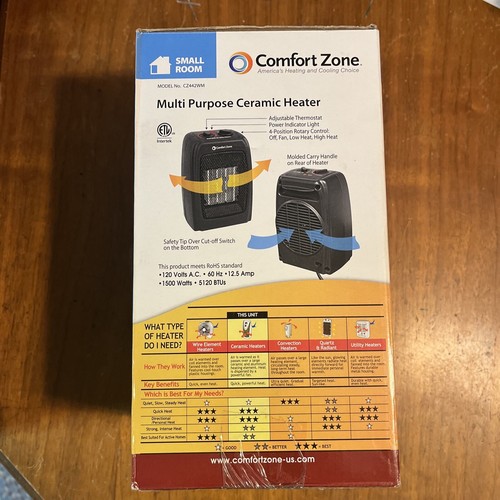 SMALL
ROOM
Comfort Zone
America's Heating and Cooling Choice
MODEL No. CZ442WM
Multi Purpose Ceramic Heater
Adjustable Thermostat
Power Indicator Light
4-Position Rotary Control
Off, Fan, Low Heat, High Heat
ETL
Intertek
Comfort Zone
Molded Carry Handle
on Rear of Heater
Safety Tip Over Cut-off Switch
on the Bottom
This product meets RoHS standard
•120 Volts A.C. • 60 Hz •12.5 Amp
•1500 Watts • 5120 BTUs
WHAT TYPE
OF HEATER
DO I NEED?
THIS UNIT
Wire Element
Heaters
Ceramic Heaters
Convection
Heaters
Quartz
& Radiant
Utility Heaters
How They Work
Key Benefits
Quick, even heat.
Quick, powerful heat.
Which is Best For Me?
Quiet, Slow, Steady Heat ☆ ★★★ ☆☆ ☆
Quick Heat
Directional/
Personal Heat
Strong, Intense Heat
Best Suited For Active Homes
☆=GOOD ☆☆=BETTER ★★★=BEST
www.comfortzone-us.com